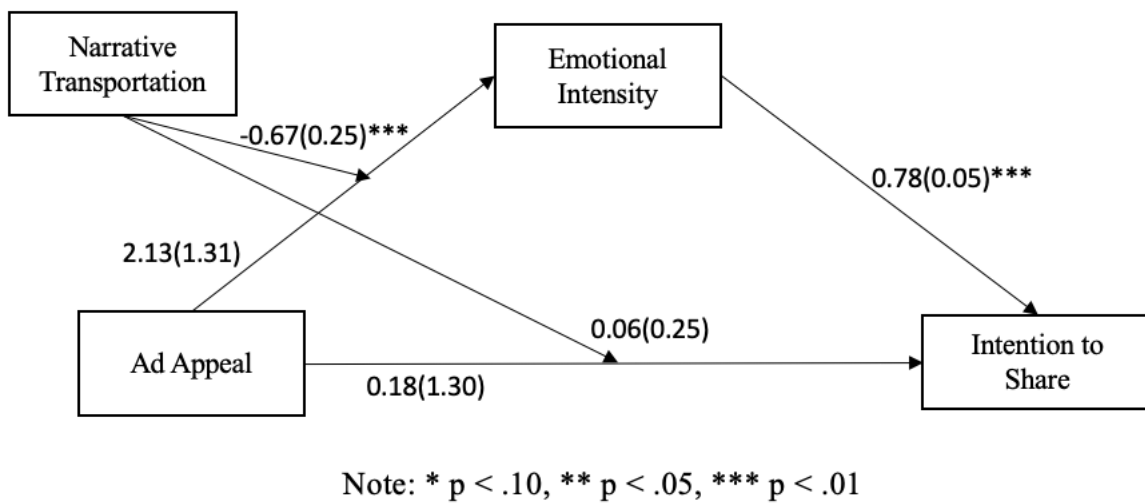 Narrative
Transportation
Emotional
Intensity
-0.67(0.25)***
0.78(0.05)***
2.13(1.31)
0.06(0.25)
Ad Appeal
0.18(1.30)
Intention to
Share
Note: * p < .10, ** p < .05, *** p < .01